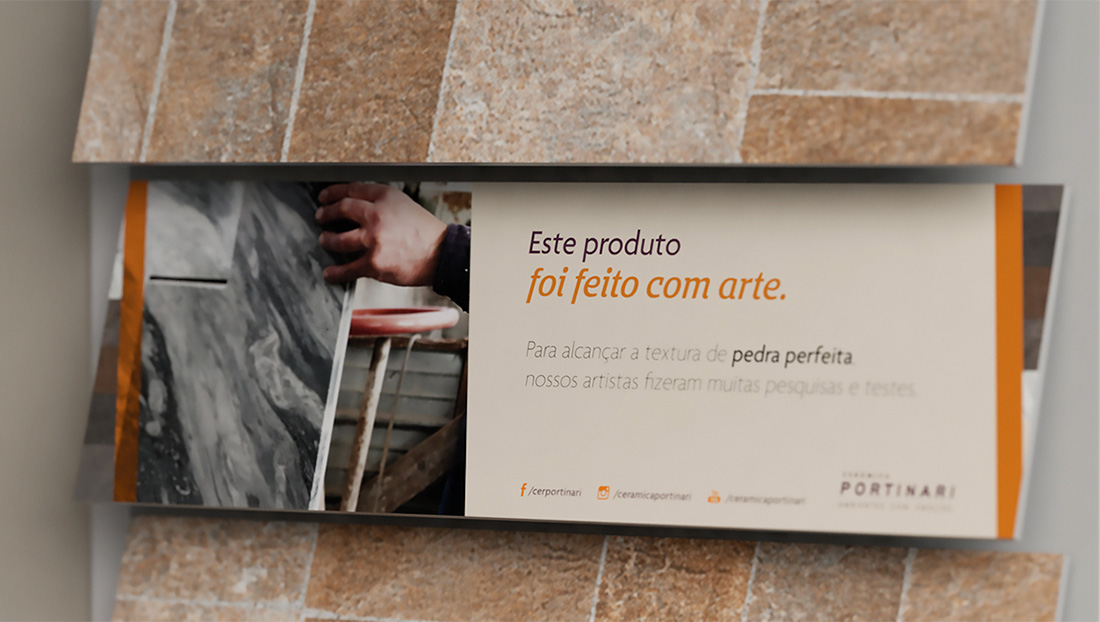 Este produto
foi feito com arte.
Para alcançar a textura de pedra perfeita,
nossos artistas fizeram muitas pesquisas e testes.
/cerportinari /ceramicaportinari /ceramicaportinari
CERÂMICA
PORTINARI